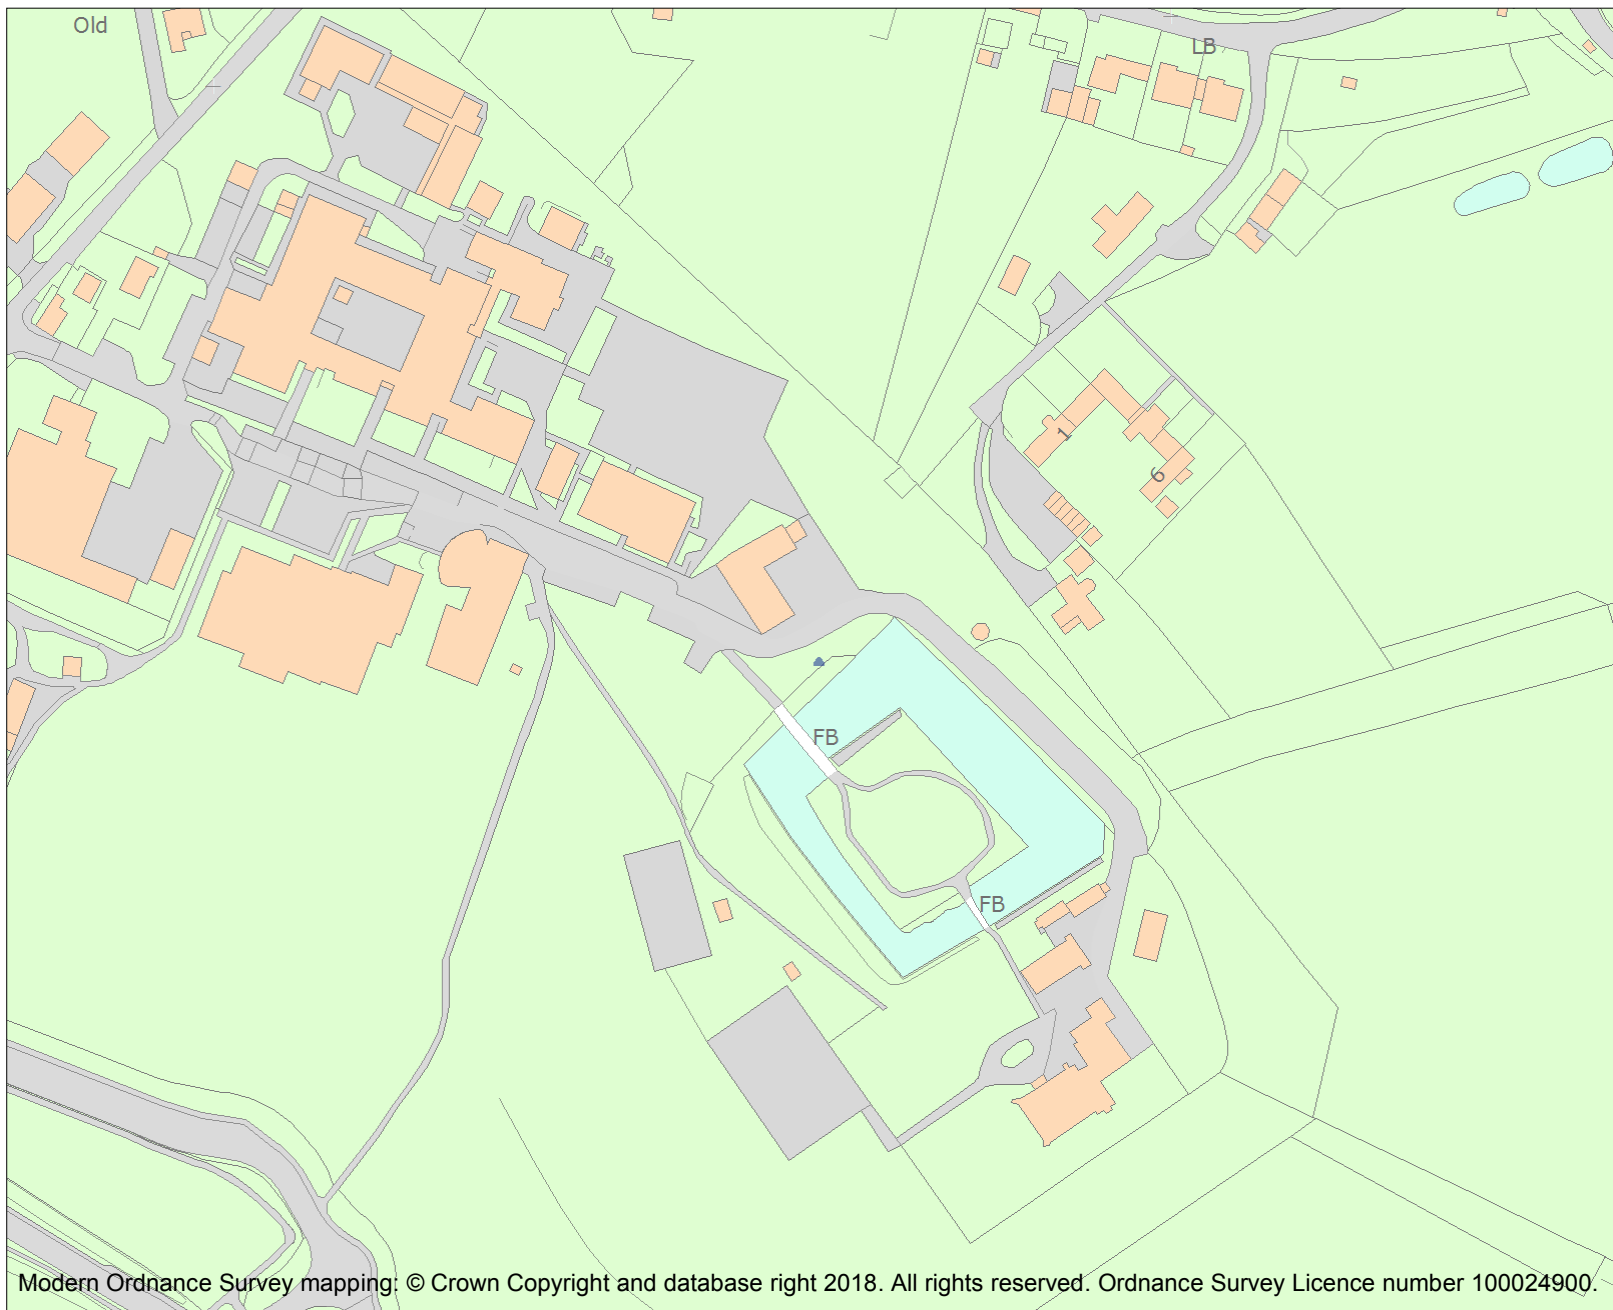 Old
LB
1
6
FB
FB
Modern Ordnance Survey mapping: © Crown Copyright and database right 2018. All rights reserved. Ordnance Survey Licence number 100024900.